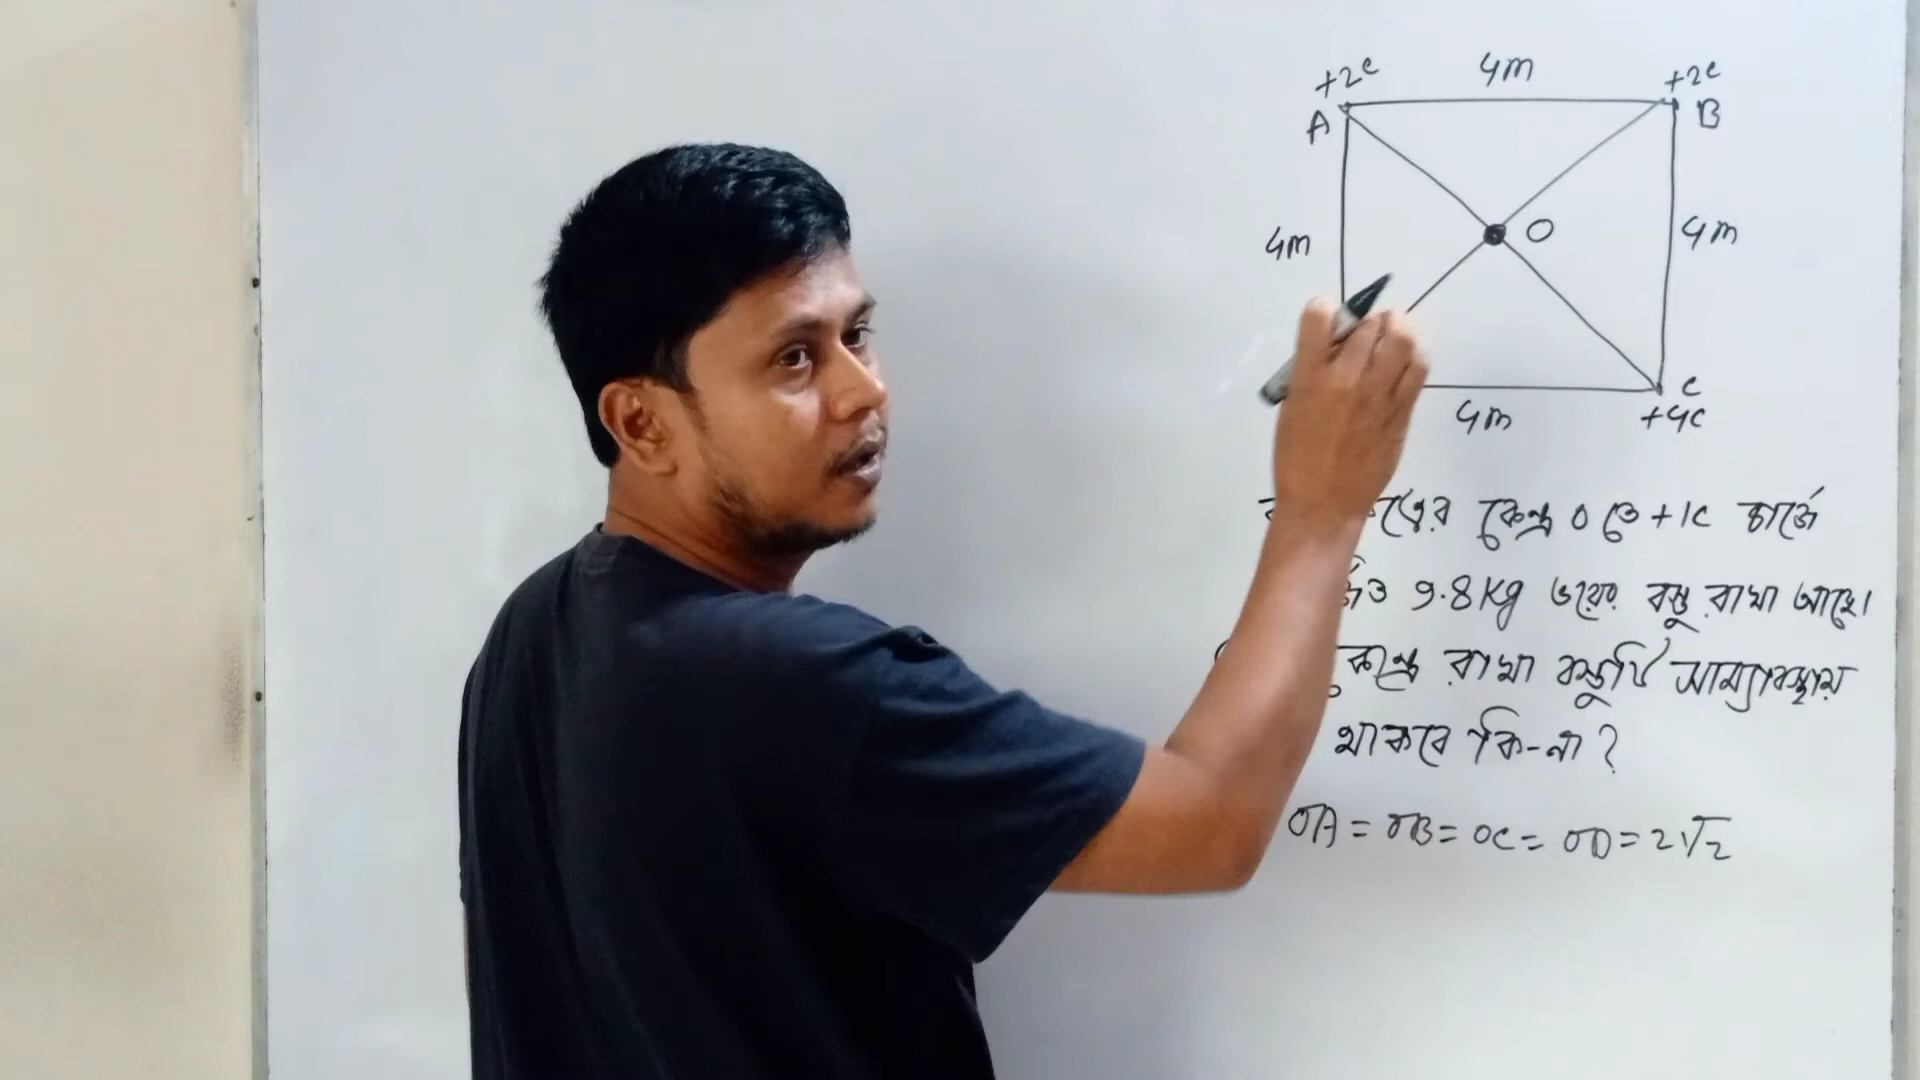 +2c 4m +2c
A B
4m O 4m
c
4m +4c
কেন্দ্র O তে +1C চার্জে
9.8 Kg ভরের বস্তু রাখা আছে।
রাখা বস্তুটি সাম্যাবস্থায়
থাকবে কি-না?
OA = OB = OC = OD = 2√2